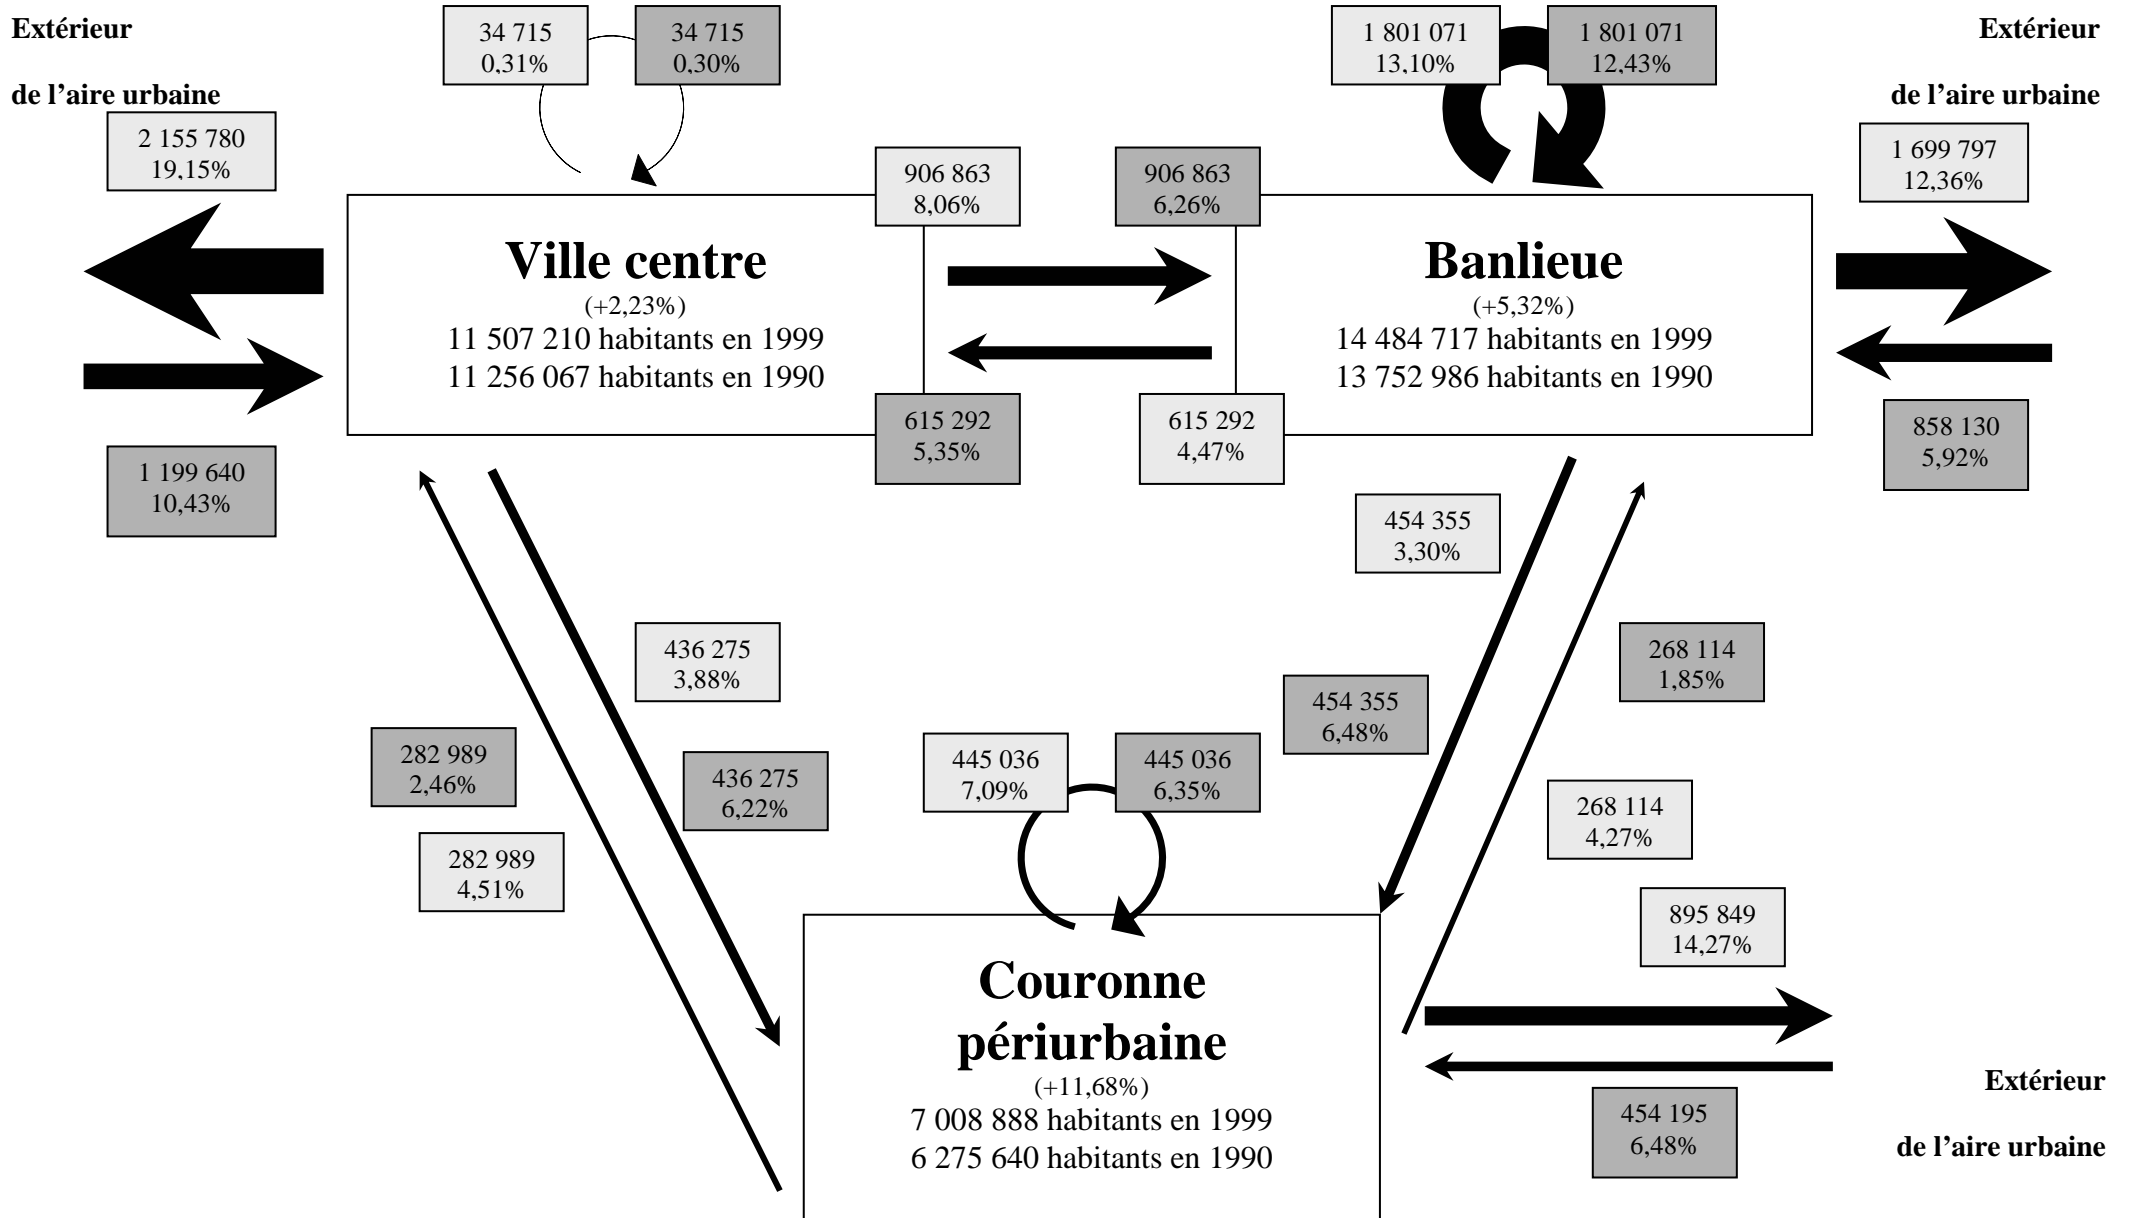 Extérieur
de l’aire urbaine
34 715
0,31%
34 715
0,30%
1 801 071
13,10%
1 801 071
12,43%
Extérieur
de l’aire urbaine
2 155 780
19,15%
906 863
8,06%
906 863
6,26%
1 699 797
12,36%
Ville centre
(+2,23%)
11 507 210 habitants en 1999
11 256 067 habitants en 1990
Banlieue
(+5,32%)
14 484 717 habitants en 1999
13 752 986 habitants en 1990
1 199 640
10,43%
615 292
5,35%
615 292
4,47%
858 130
5,92%
454 355
3,30%
436 275
3,88%
268 114
1,85%
454 355
6,48%
282 989
2,46%
436 275
6,22%
445 036
7,09%
445 036
6,35%
268 114
4,27%
282 989
4,51%
895 849
14,27%
Couronne
périurbaine
(+11,68%)
7 008 888 habitants en 1999
6 275 640 habitants en 1990
Extérieur
de l’aire urbaine
454 195
6,48%